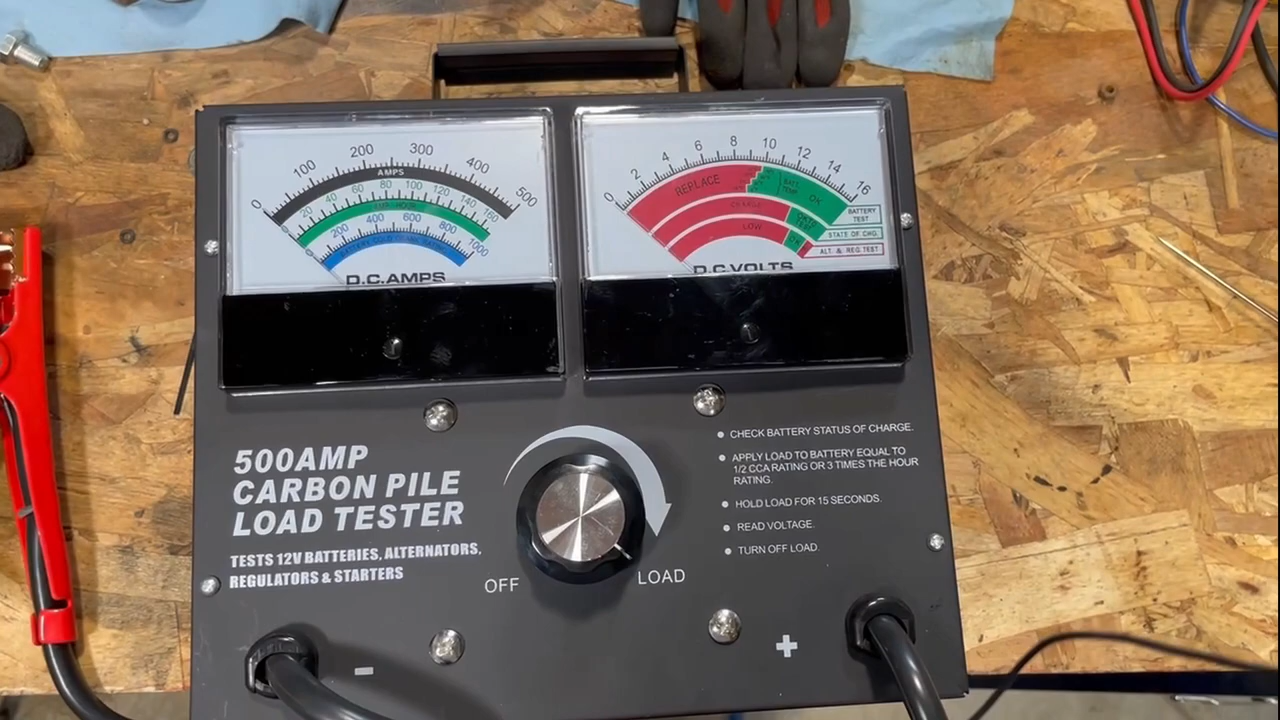 0 100 200 300 400 500
AMPS
20 40 60 80 100 120 140 160
200 400 600 800 1000
D.C.AMPS
0 2 4 6 8 10 12 14 16
REPLACE
BATT. TEMP
OK
CHARGE
LOW
OK
BATTERY
TEST
STATE OF CHG.
ALT. & REG TEST
D.C.VOLTS
500AMP
CARBON PILE
LOAD TESTER
TESTS 12V BATTERIES, ALTERNATORS,
REGULATORS & STARTERS
OFF
LOAD
CHECK BATTERY STATUS OF CHARGE.
APPLY LOAD TO BATTERY EQUAL TO
1/2 CCA RATING OR 3 TIMES THE HOUR
RATING.
HOLD LOAD FOR 15 SECONDS.
READ VOLTAGE.
TURN OFF LOAD.
-
+